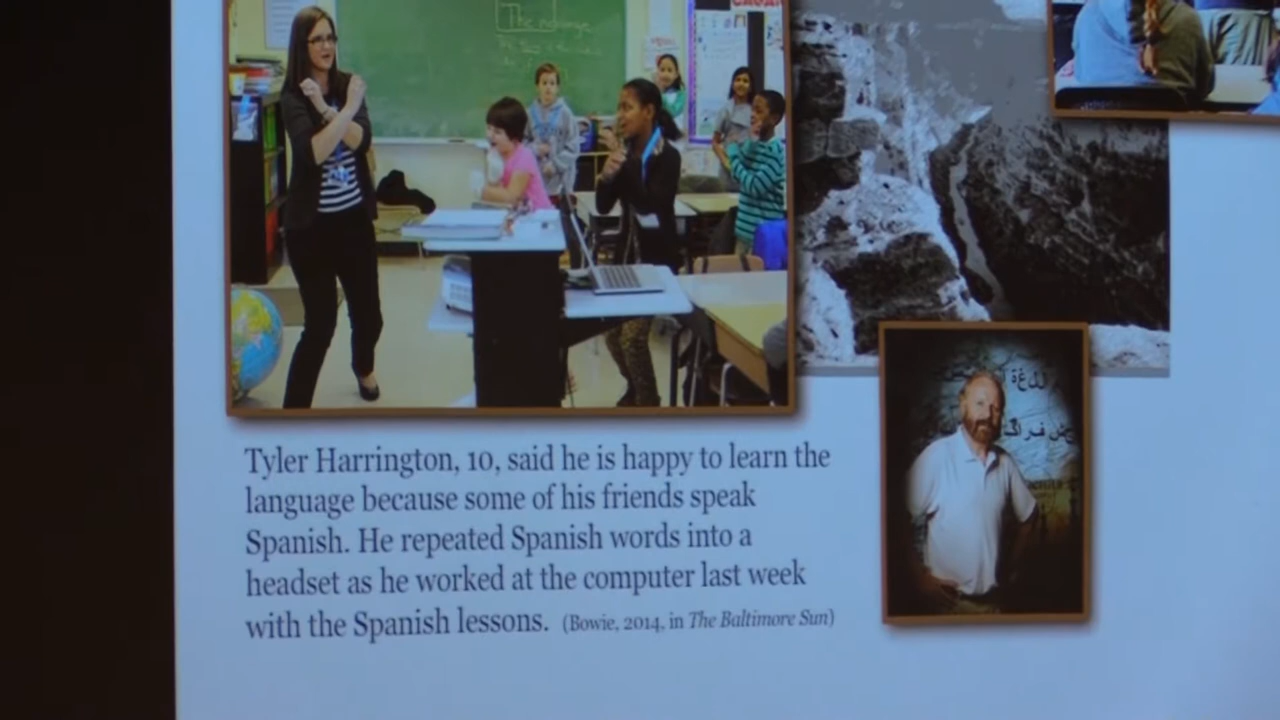 Tyler Harrington, 10, said he is happy to learn the
language because some of his friends speak
Spanish. He repeated Spanish words into a
headset as he worked at the computer last week
with the Spanish lessons. (Bowie, 2014, in The Baltimore Sun)